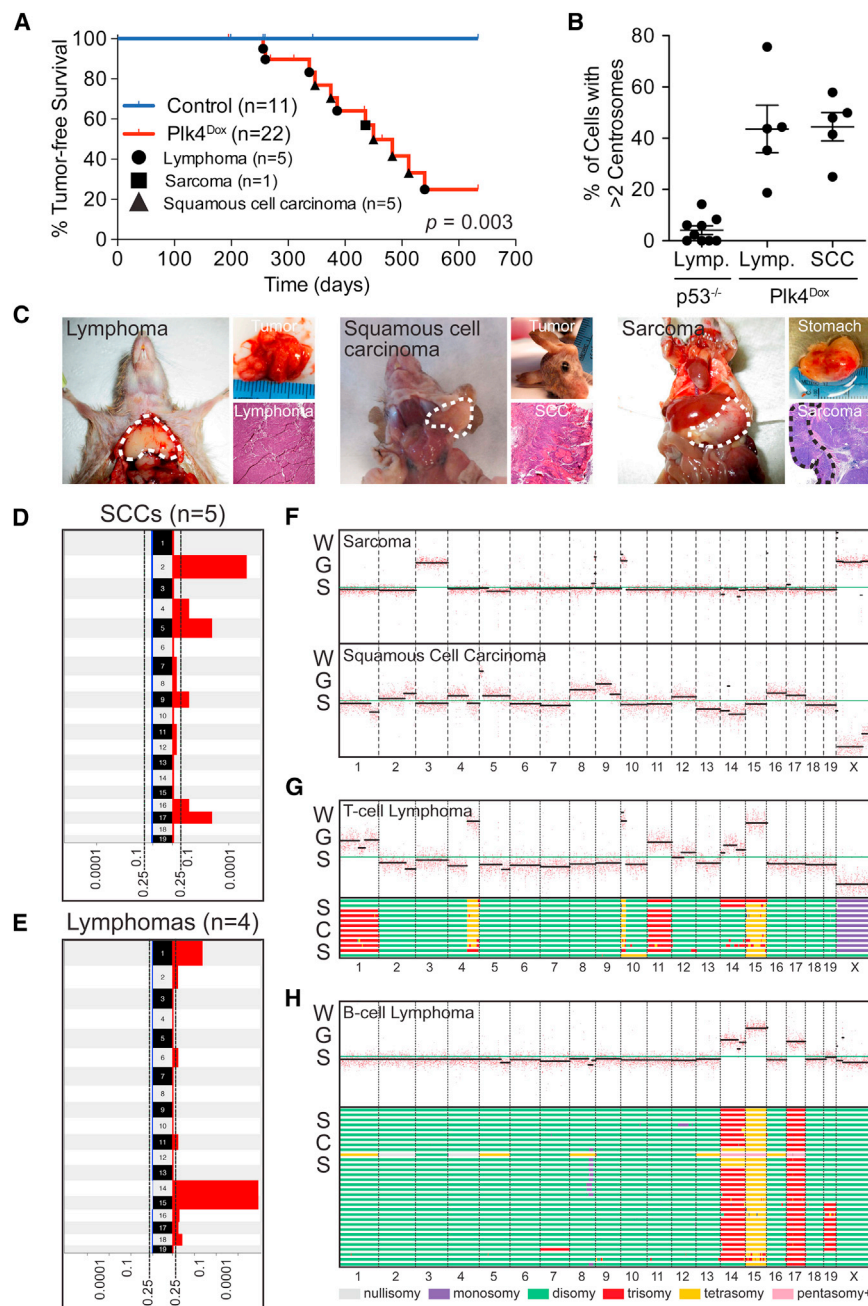 A
100
80
60
40
20
0
% Tumor-free Survival
Control (n=11)
Plk4Dox (n=22)
Lymphoma (n=5)
Sarcoma (n=1)
Squamous cell carcinoma (n=5)
p = 0.003
0 100 200 300 400 500 600 700
Time (days)
B
80
60
40
20
0
% of Cells with
>2 Centrosomes
Lymp. Lymp. SCC
p53-/- Plk4Dox
C
Lymphoma
Tumor
Lymphoma
Squamous cell
carcinoma
Tumor
SCC
Sarcoma
Stomach
Sarcoma
D
SCCs (n=5)
1
2
3
4
5
6
7
8
9
10
11
12
13
14
15
16
17
18
19
0.0001 0.1 0.25 0.25 0.1 0.0001
E
Lymphomas (n=4)
1
2
3
4
5
6
7
8
9
10
11
12
13
14
15
16
17
18
19
0.0001 0.1 0.25 0.25 0.1 0.0001
F
WGS
Sarcoma
WGS
Squamous Cell Carcinoma
1 2 3 4 5 6 7 8 9 10 11 12 13 14 15 16 17 18 19 X
G
WGS
T-cell Lymphoma
SCS
1 2 3 4 5 6 7 8 9 10 11 12 13 14 15 16 17 18 19 X
H
WGS
B-cell Lymphoma
SCS
1 2 3 4 5 6 7 8 9 10 11 12 13 14 15 16 17 18 19 X
nullisomy monosomy disomy trisomy tetrasomy pentasomy